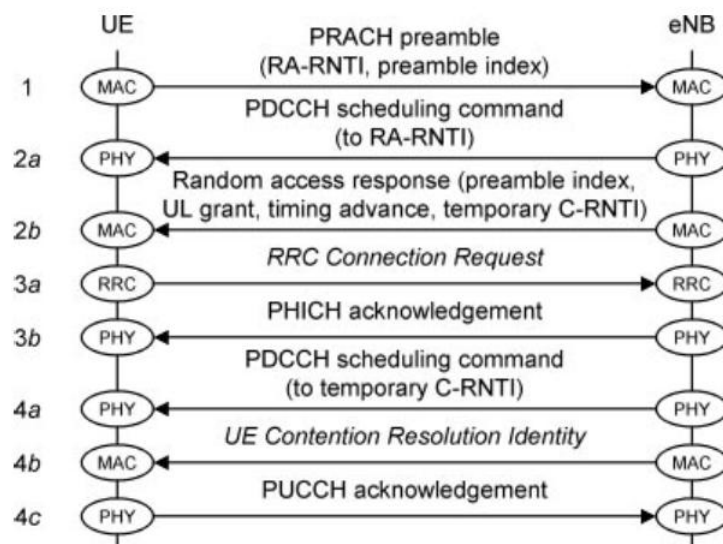 UE eNB
PRACH preamble
(RA-RNTI, preamble index)
1 MAC MAC
PDCCH scheduling command
(to RA-RNTI)
2a PHY PHY
Random access response (preamble index,
UL grant, timing advance, temporary C-RNTI)
2b MAC MAC
RRC Connection Request
3a RRC RRC
PHICH acknowledgement
3b PHY PHY
PDCCH scheduling command
(to temporary C-RNTI)
4a PHY PHY
UE Contention Resolution Identity
4b MAC MAC
PUCCH acknowledgement
4c PHY PHY